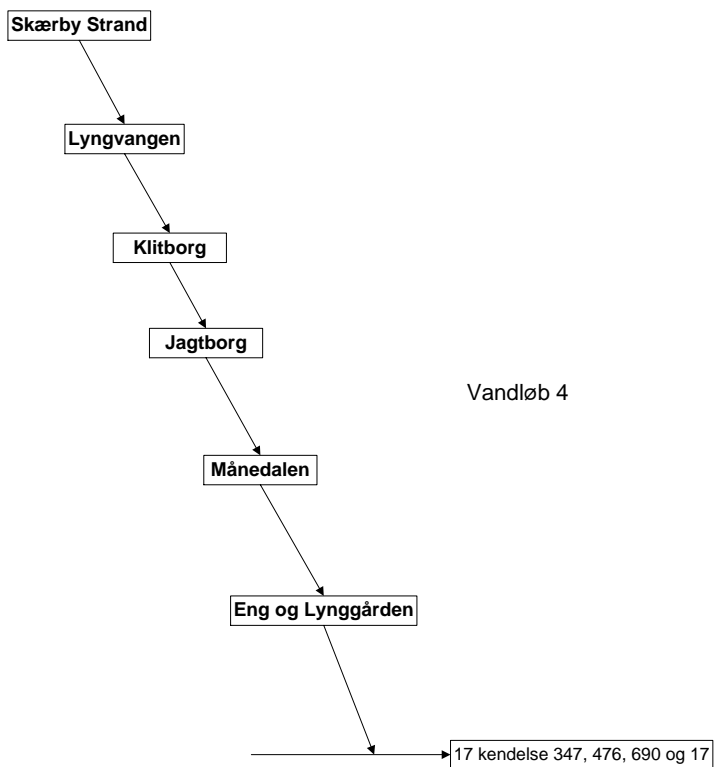 Skærby Strand
Lyngvangen
Klitborg
Jagtborg
Vandløb 4
Månedalen
Eng og Lynggården
17 kendelse 347, 476, 690 og 17